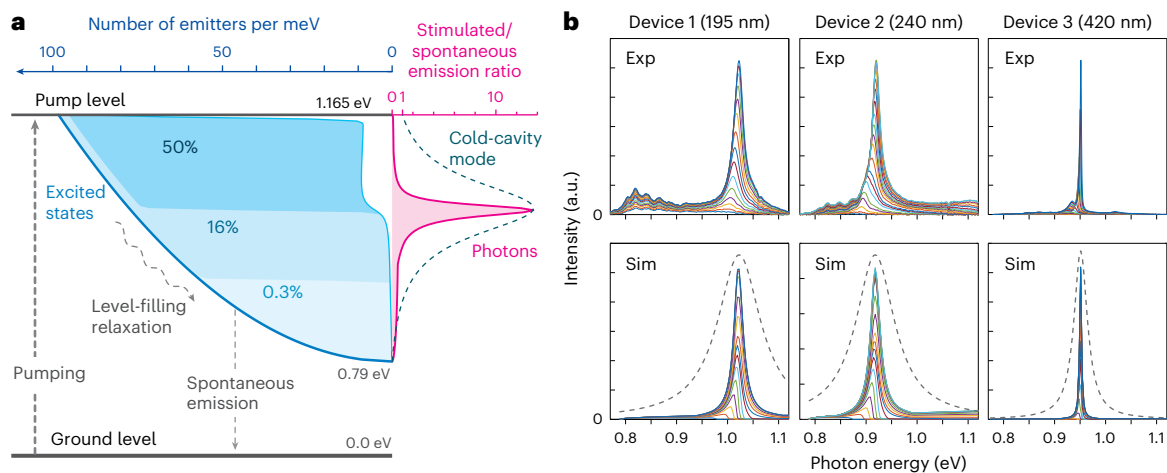 a
Number of emitters per meV
100
50
0
Stimulated/
spontaneous
emission ratio
0 1
10
Pump level
1.165 eV
Cold-cavity
mode
50%
Excited
states
16%
Photons
0.3%
Level-filling
relaxation
0.79 eV
Pumping
Spontaneous
emission
Ground level
0.0 eV
b
Device 1 (195 nm)
Device 2 (240 nm)
Device 3 (420 nm)
Exp
Exp
Exp
0
Intensity (a.u.)
Sim
Sim
Sim
0
0.8 0.9 1.0 1.1
0.8 0.9 1.0 1.1
0.8 0.9 1.0 1.1
Photon energy (eV)